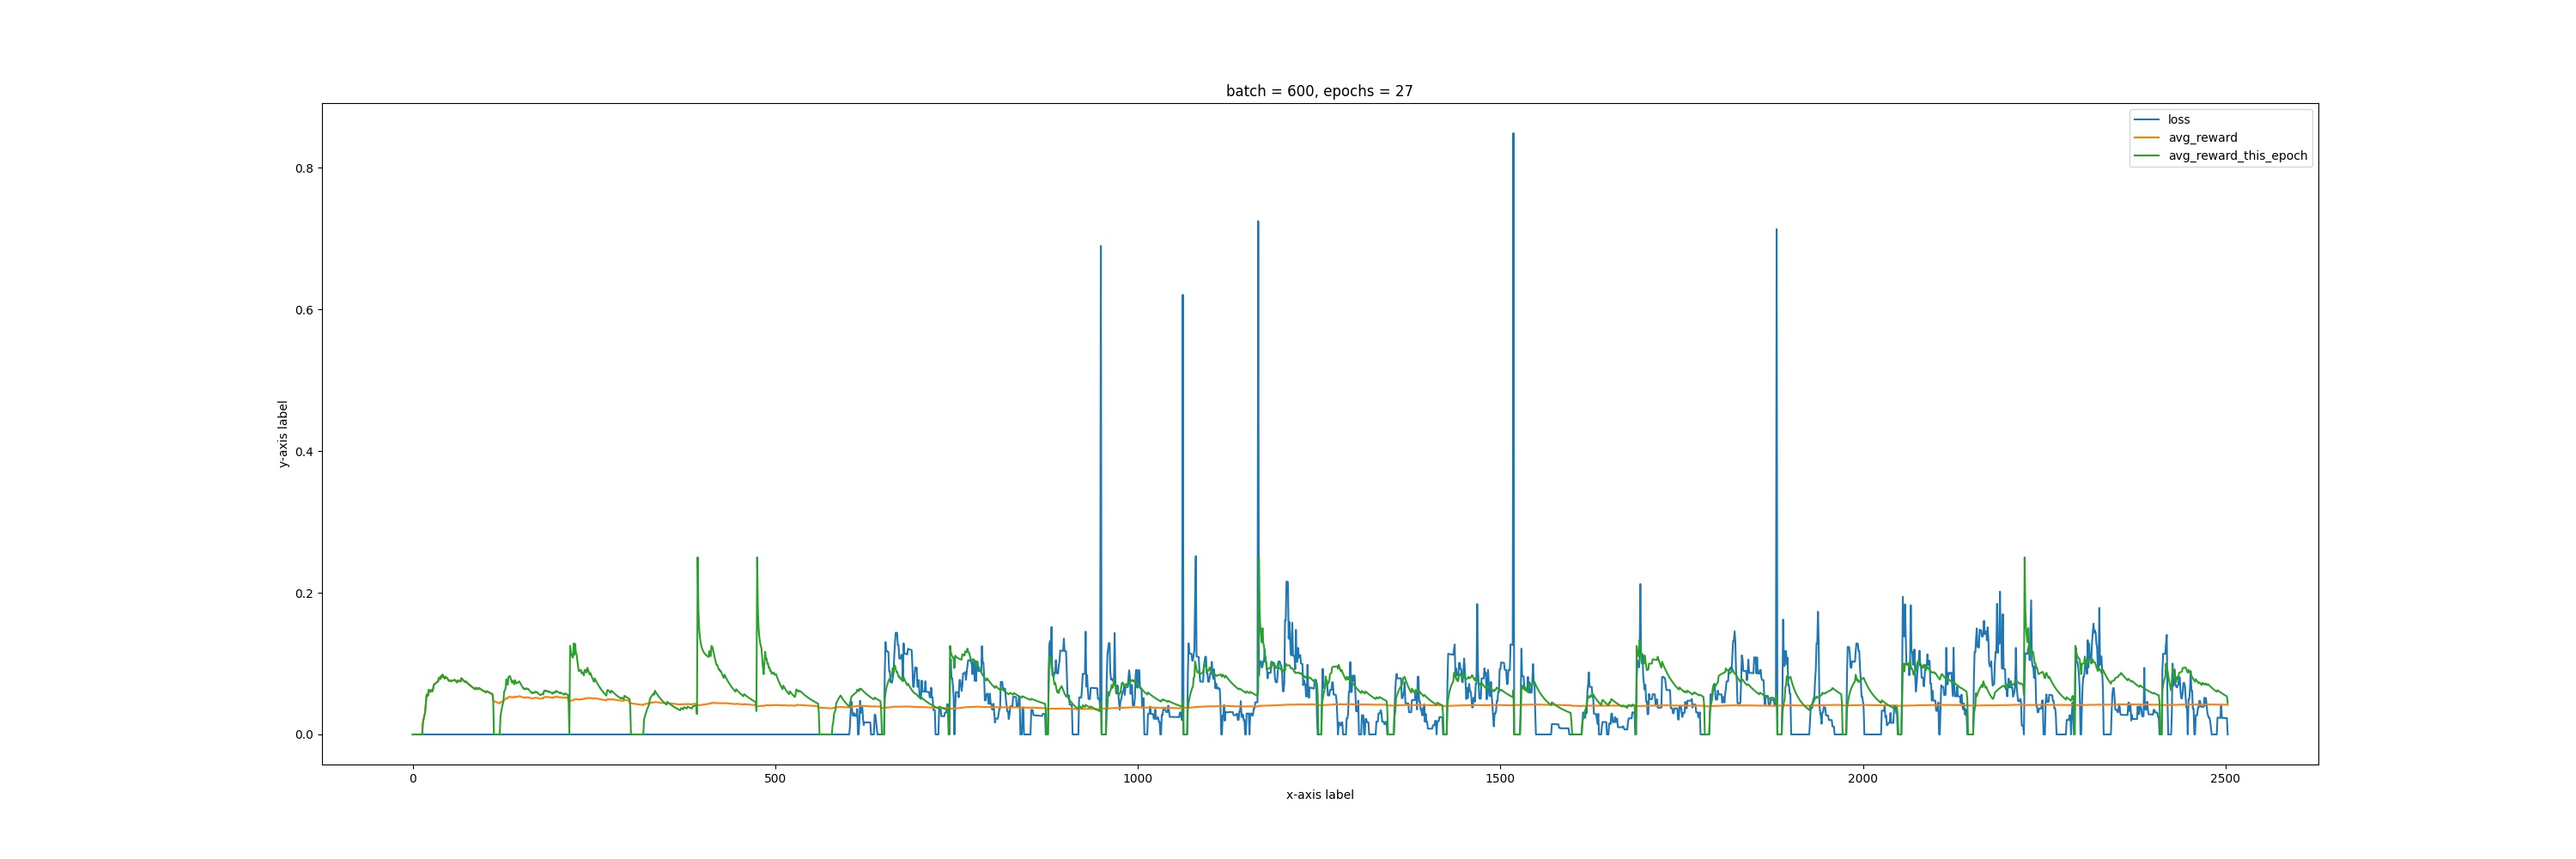 batch = 600, epochs = 27
loss
avg_reward
avg_reward_this_epoch
0.8
0.6
0.4
0.2
0.0
y-axis label
0 500 1000 1500 2000 2500
x-axis label